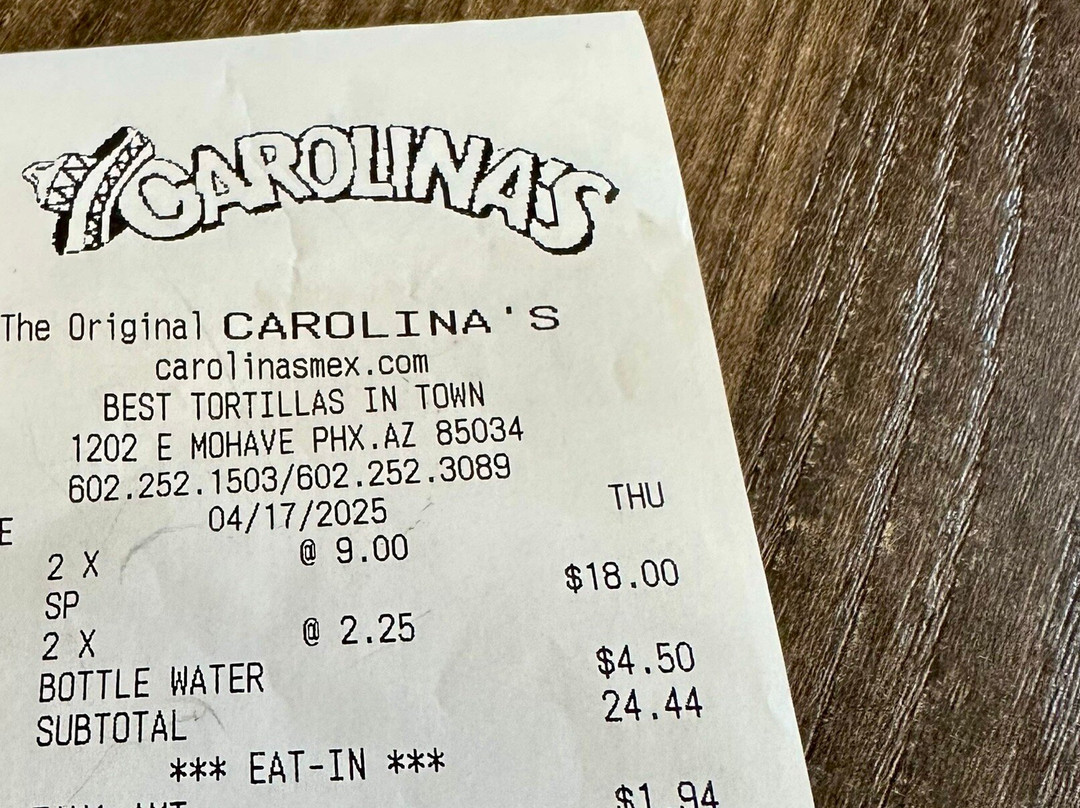 CAROLINA'S
The Original CAROLINA'S
carolinasmex.com
BEST TORTILLAS IN TOWN
1202 E MOHAVE PHX.AZ 85034
602.252.1503/602.252.3089
E 04/17/2025 THU
2 X @ 9.00
SP $18.00
2 X @ 2.25
BOTTLE WATER $4.50
SUBTOTAL 24.44
*** EAT-IN ***
$1.94